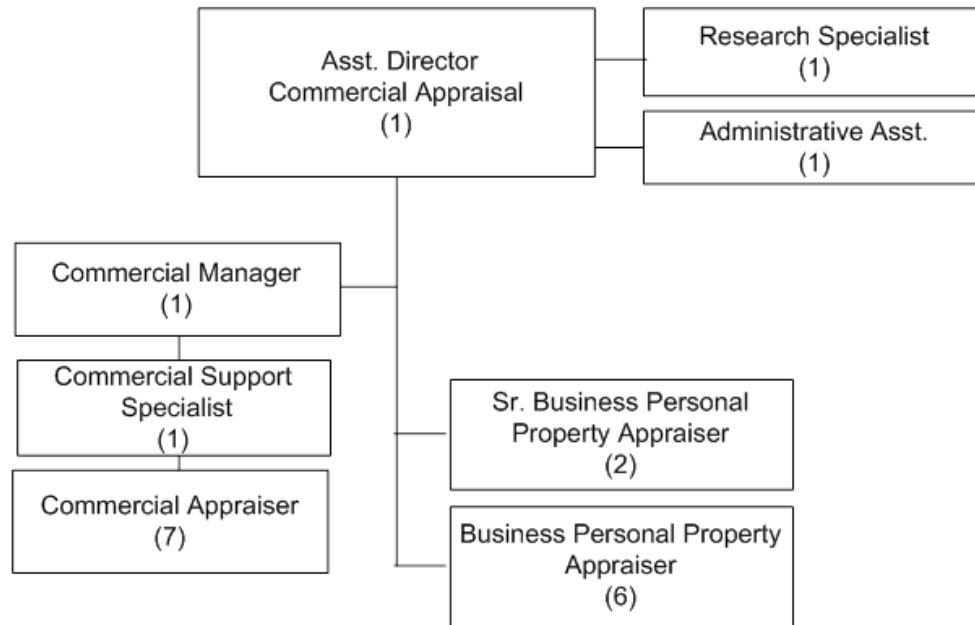 Asst. Director
Commercial Appraisal
(1)
Research Specialist
(1)
Administrative Asst.
(1)
Commercial Manager
(1)
Commercial Support
Specialist
(1)
Commercial Appraiser
(7)
Sr. Business Personal
Property Appraiser
(2)
Business Personal Property
Appraiser
(6)